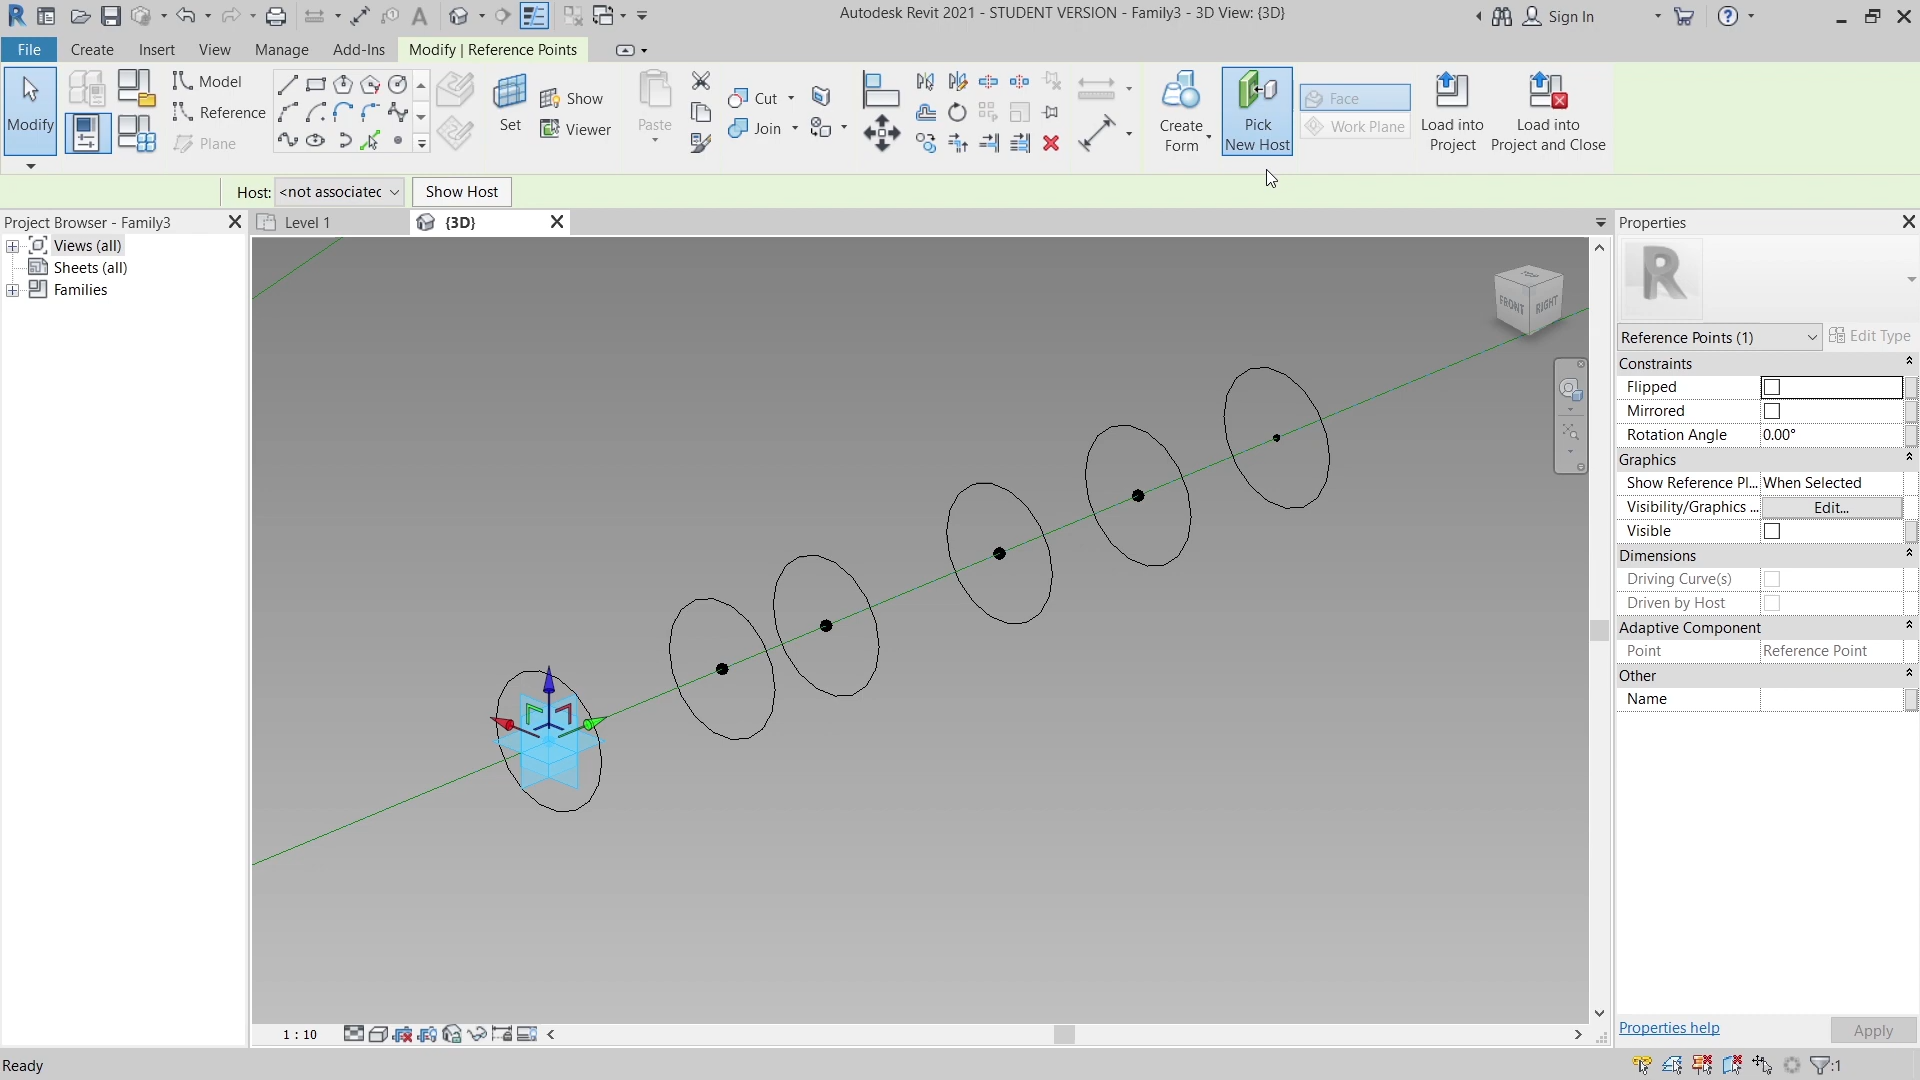 Autodesk Revit 2021 - STUDENT VERSION - Family3 - 3D View: {3D}
Sign In
File
Create
Insert
View
Manage
Add-Ins
Modify | Reference Points
Modify
Model
Reference
Plane
Set
Show
Viewer
Paste
Cut
Join
Create
Form
Pick
New Host
Face
Work Plane
Load into
Project
Load into
Project and Close
Host:
<not associatec
Show Host
Project Browser - Family3
Level 1
{3D}
Properties
Views (all)
Sheets (all)
Families
FRONT
RIGHT
Reference Points (1)
Edit Type
Constraints
Flipped
Mirrored
Rotation Angle
0.00°
Graphics
Show Reference Pl...
When Selected
Visibility/Graphics ...
Edit...
Visible
Dimensions
Driving Curve(s)
Driven by Host
Adaptive Component
Point
Reference Point
Other
Name
Properties help
Apply
1 : 10
Ready
:1